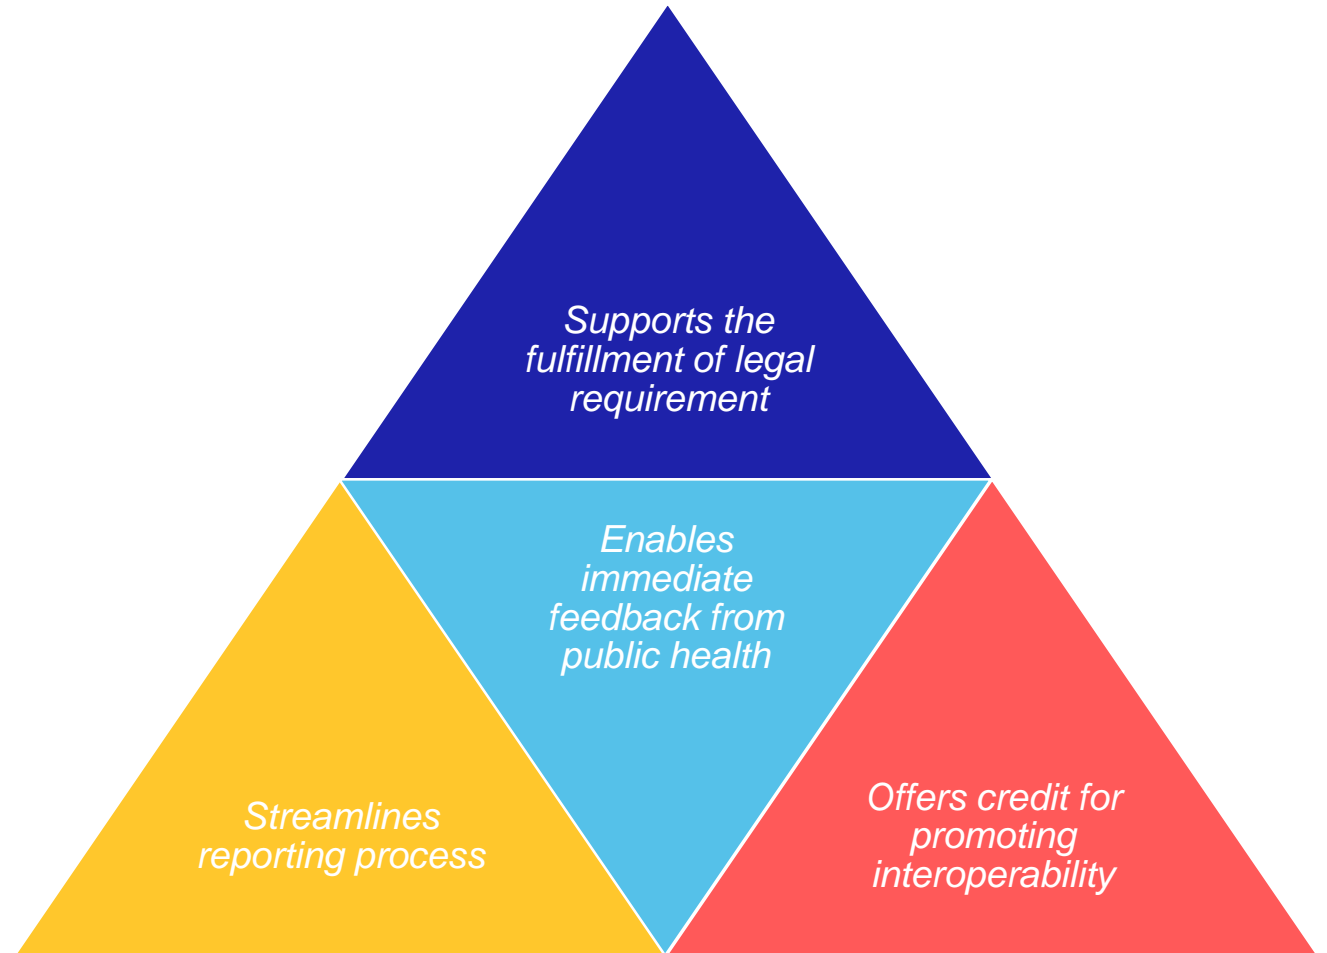 Supports the
fulfillment of legal
requirement
Enables
immediate
feedback from
public health
Streamlines
reporting process
Offers credit for
promoting
interoperability